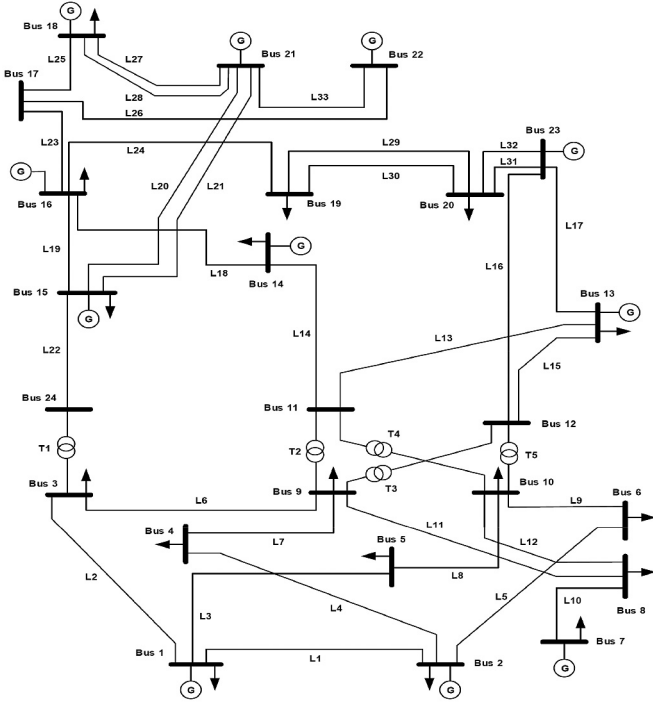 G
Bus 18
G
Bus 21
G
Bus 22
L25
L27
Bus 17
L28
L33
L26
Bus 23
L23
L24
L29
L32
G
L31
G
L30
L20
L21
Bus 16
Bus 19
Bus 20
L17
L19
G
L18
L16
Bus 14
Bus 15
Bus 13
G
G
L14
L13
L22
L15
Bus 24
Bus 11
Bus 12
T4
T1
T2
T5
T3
Bus 3
Bus 9
Bus 10
Bus 6
L6
L9
Bus 4
Bus 5
L11
L7
L12
L2
L8
L5
L10
L3
L4
Bus 8
Bus 1
L1
Bus 2
Bus 7
G
G
G